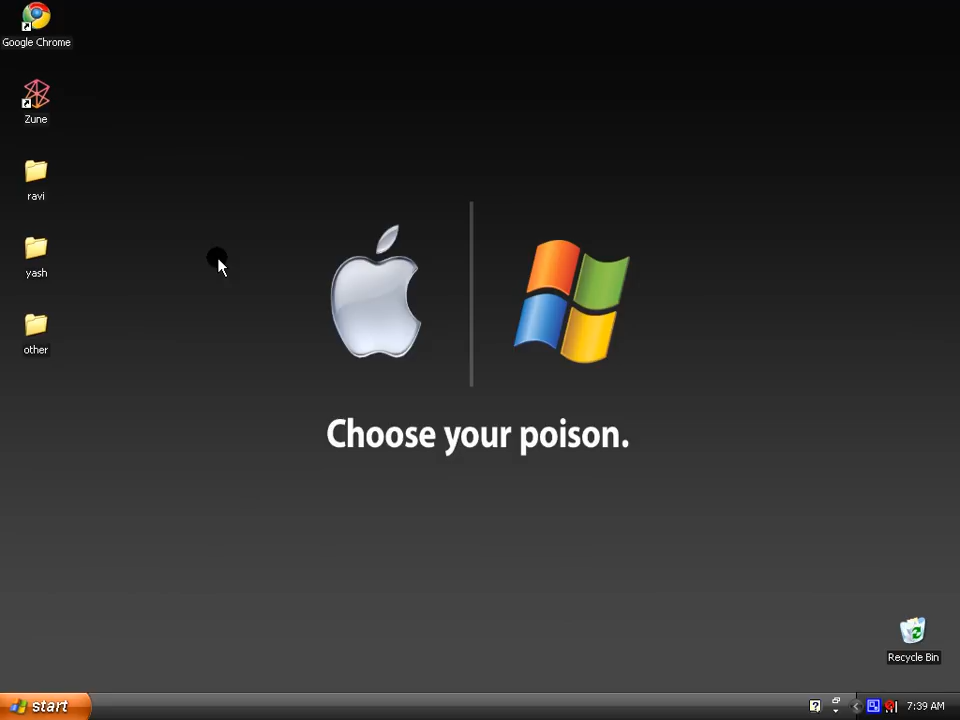 Google Chrome
Zune
ravi
yash
other
Choose your poison.
Recycle Bin
start
7:39 AM